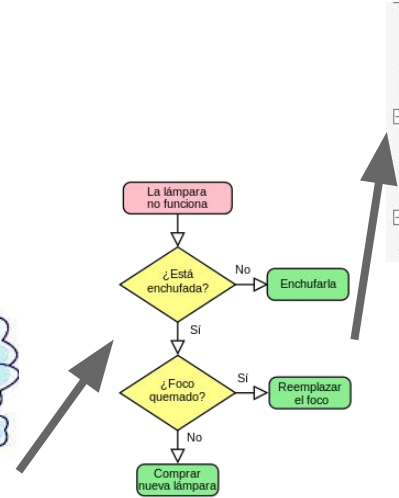 La lámpara
no funciona
¿Está
enchufada?
No
Enchufarla
Sí
¿Foco
quemado?
Sí
Reemplazar
el foco
No
Comprar
nueva lámpara